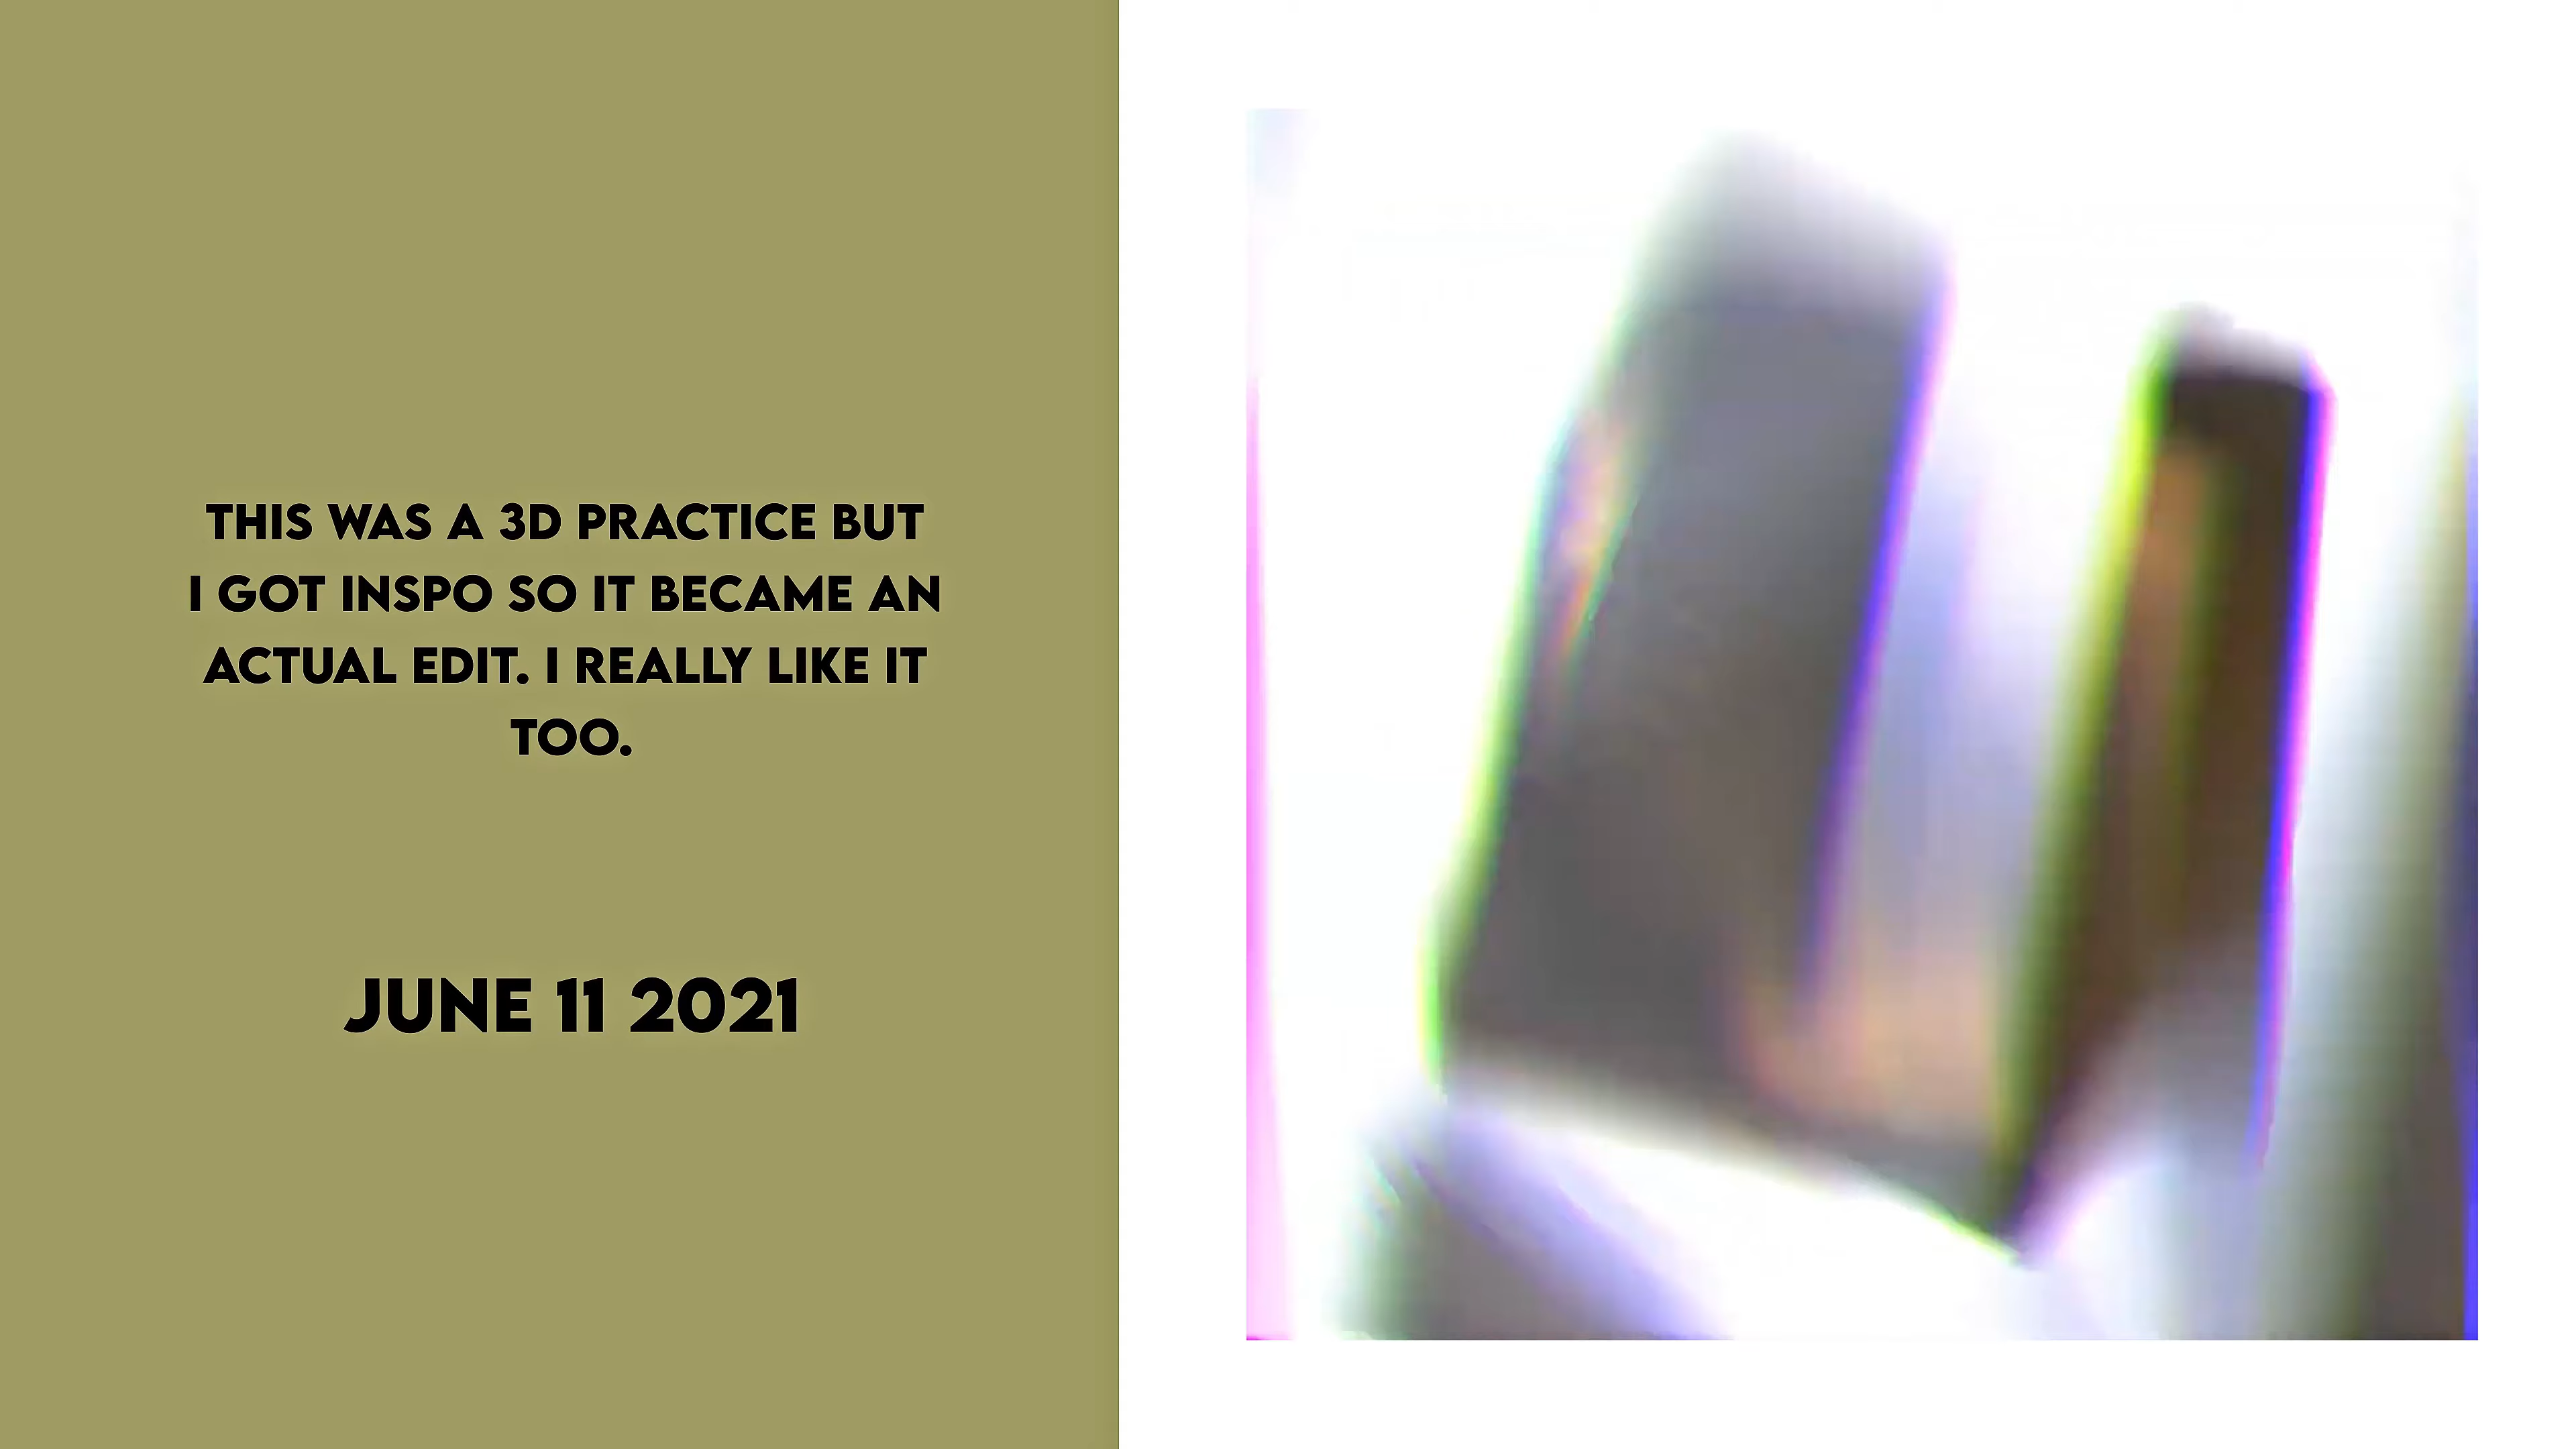 THIS WAS A 3D PRACTICE BUT
I GOT INSPO SO IT BECAME AN
ACTUAL EDIT. I REALLY LIKE IT
TOO.
JUNE 11 2021